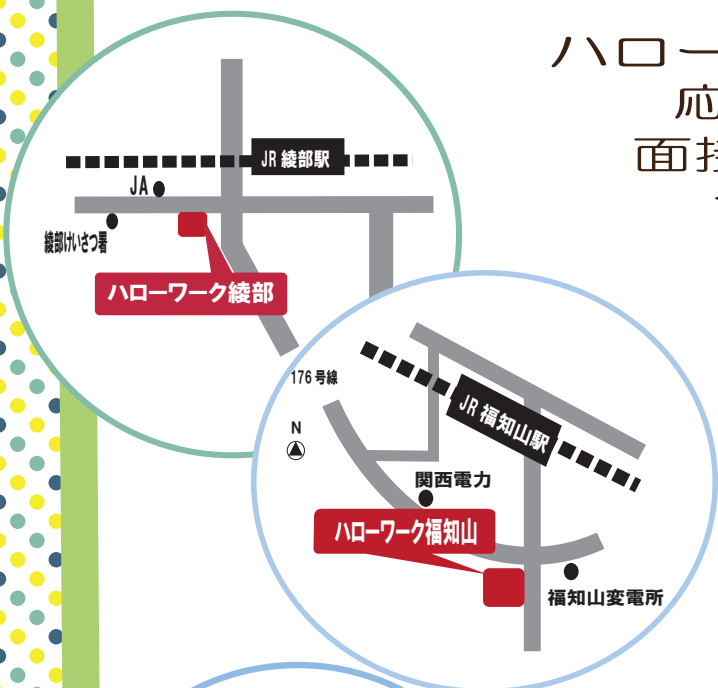 ハロー
応
面接
JR 綾部駅
JA
綾部けいさつ署
ハローワーク綾部
176 号線
N
JR 福知山駅
関西電力
ハローワーク福知山
福知山変電所